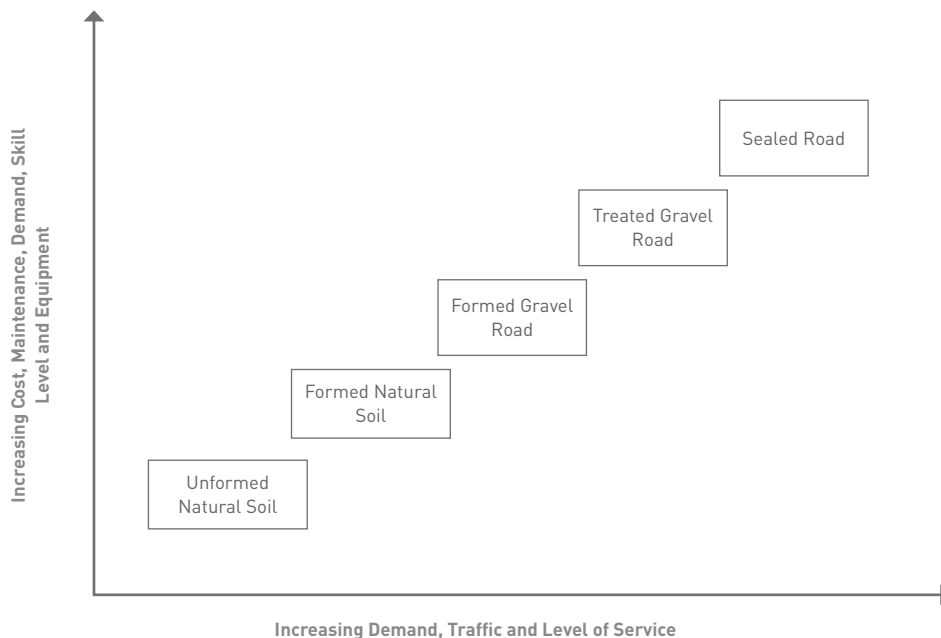 Increasing Cost, Maintenance, Demand, Skill
Level and Equipment
Sealed Road
Treated Gravel
Road
Formed Gravel
Road
Formed Natural
Soil
Unformed
Natural Soil
Increasing Demand, Traffic and Level of Service